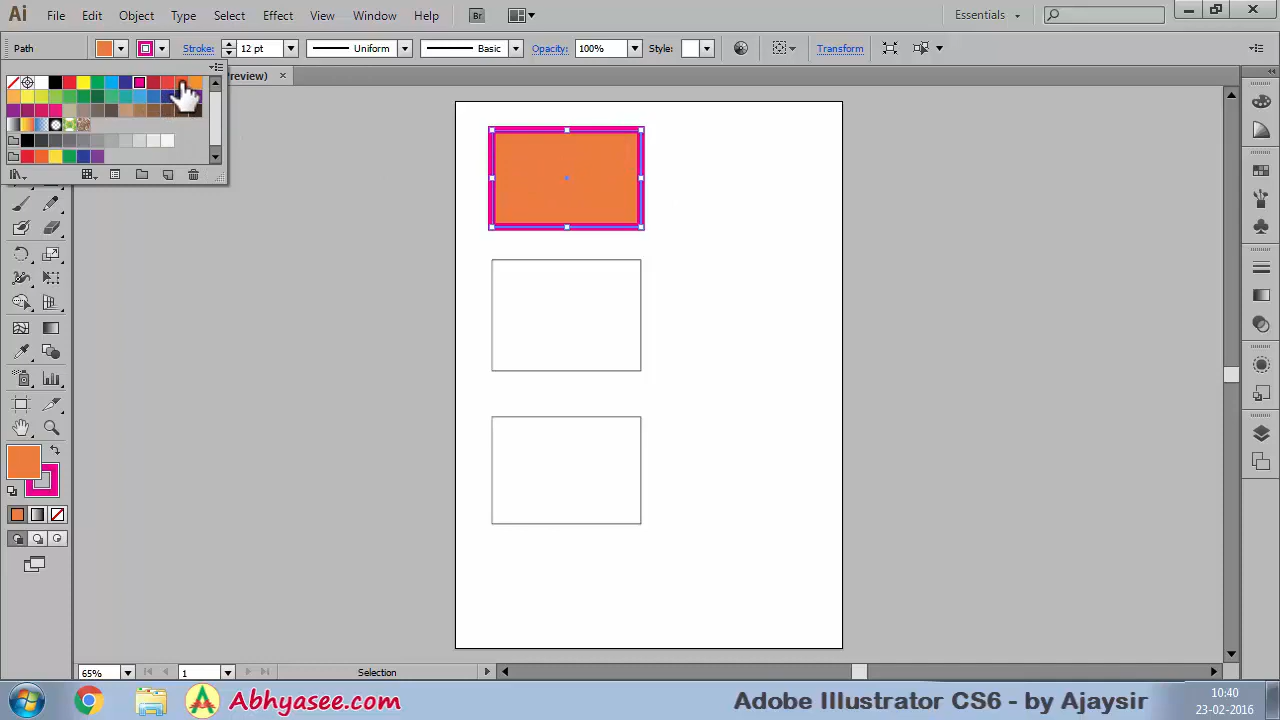 Ai File Edit Object Type Select Effect View Window Help Br Essentials
Path Stroke: 12 pt Uniform Basic Opacity: 100% Style: Transform
Preview)
65% 1 Selection
Abhyasee.com Adobe Illustrator CS6 - by Ajaysir 10:40
23-02-2016